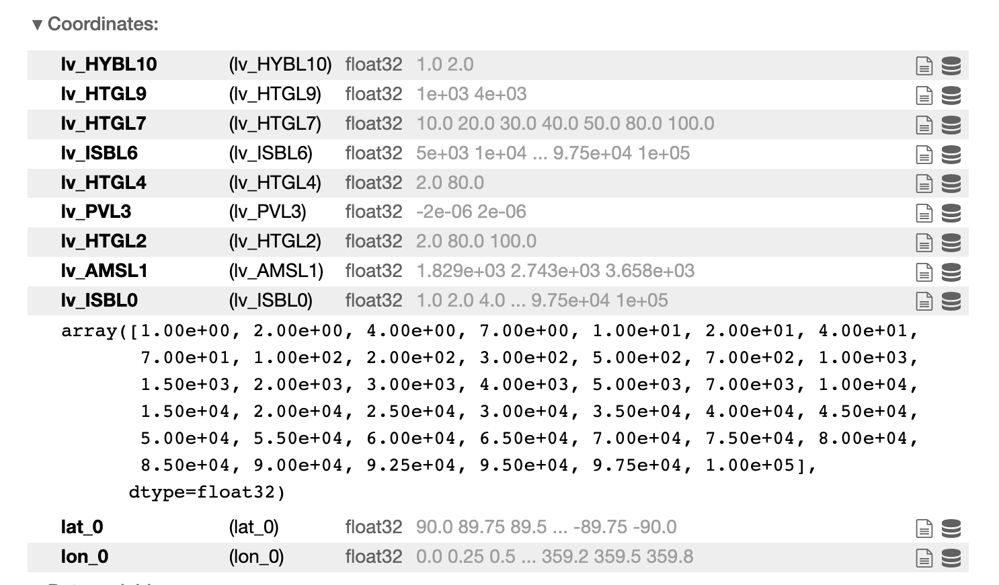 ▼ Coordinates:
lv_HYBL10 (lv_HYBL10) float32 1.0 2.0
lv_HTGL9 (lv_HTGL9) float32 1e+03 4e+03
lv_HTGL7 (lv_HTGL7) float32 10.0 20.0 30.0 40.0 50.0 80.0 100.0
lv_ISBL6 (lv_ISBL6) float32 5e+03 1e+04 ... 9.75e+04 1e+05
lv_HTGL4 (lv_HTGL4) float32 2.0 80.0
lv_PVL3 (lv_PVL3) float32 -2e-06 2e-06
lv_HTGL2 (lv_HTGL2) float32 2.0 80.0 100.0
lv_AMSL1 (lv_AMSL1) float32 1.829e+03 2.743e+03 3.658e+03
lv_ISBL0 (lv_ISBL0) float32 1.0 2.0 4.0 ... 9.75e+04 1e+05
array([1.00e+00, 2.00e+00, 4.00e+00, 7.00e+00, 1.00e+01, 2.00e+01, 4.00e+01,
7.00e+01, 1.00e+02, 2.00e+02, 3.00e+02, 5.00e+02, 7.00e+02, 1.00e+03,
1.50e+03, 2.00e+03, 3.00e+03, 4.00e+03, 5.00e+03, 7.00e+03, 1.00e+04,
1.50e+04, 2.00e+04, 2.50e+04, 3.00e+04, 3.50e+04, 4.00e+04, 4.50e+04,
5.00e+04, 5.50e+04, 6.00e+04, 6.50e+04, 7.00e+04, 7.50e+04, 8.00e+04,
8.50e+04, 9.00e+04, 9.25e+04, 9.50e+04, 9.75e+04, 1.00e+05],
dtype=float32)
lat_0 (lat_0) float32 90.0 89.75 89.5 ... -89.75 -90.0
lon_0 (lon_0) float32 0.0 0.25 0.5 ... 359.2 359.5 359.8